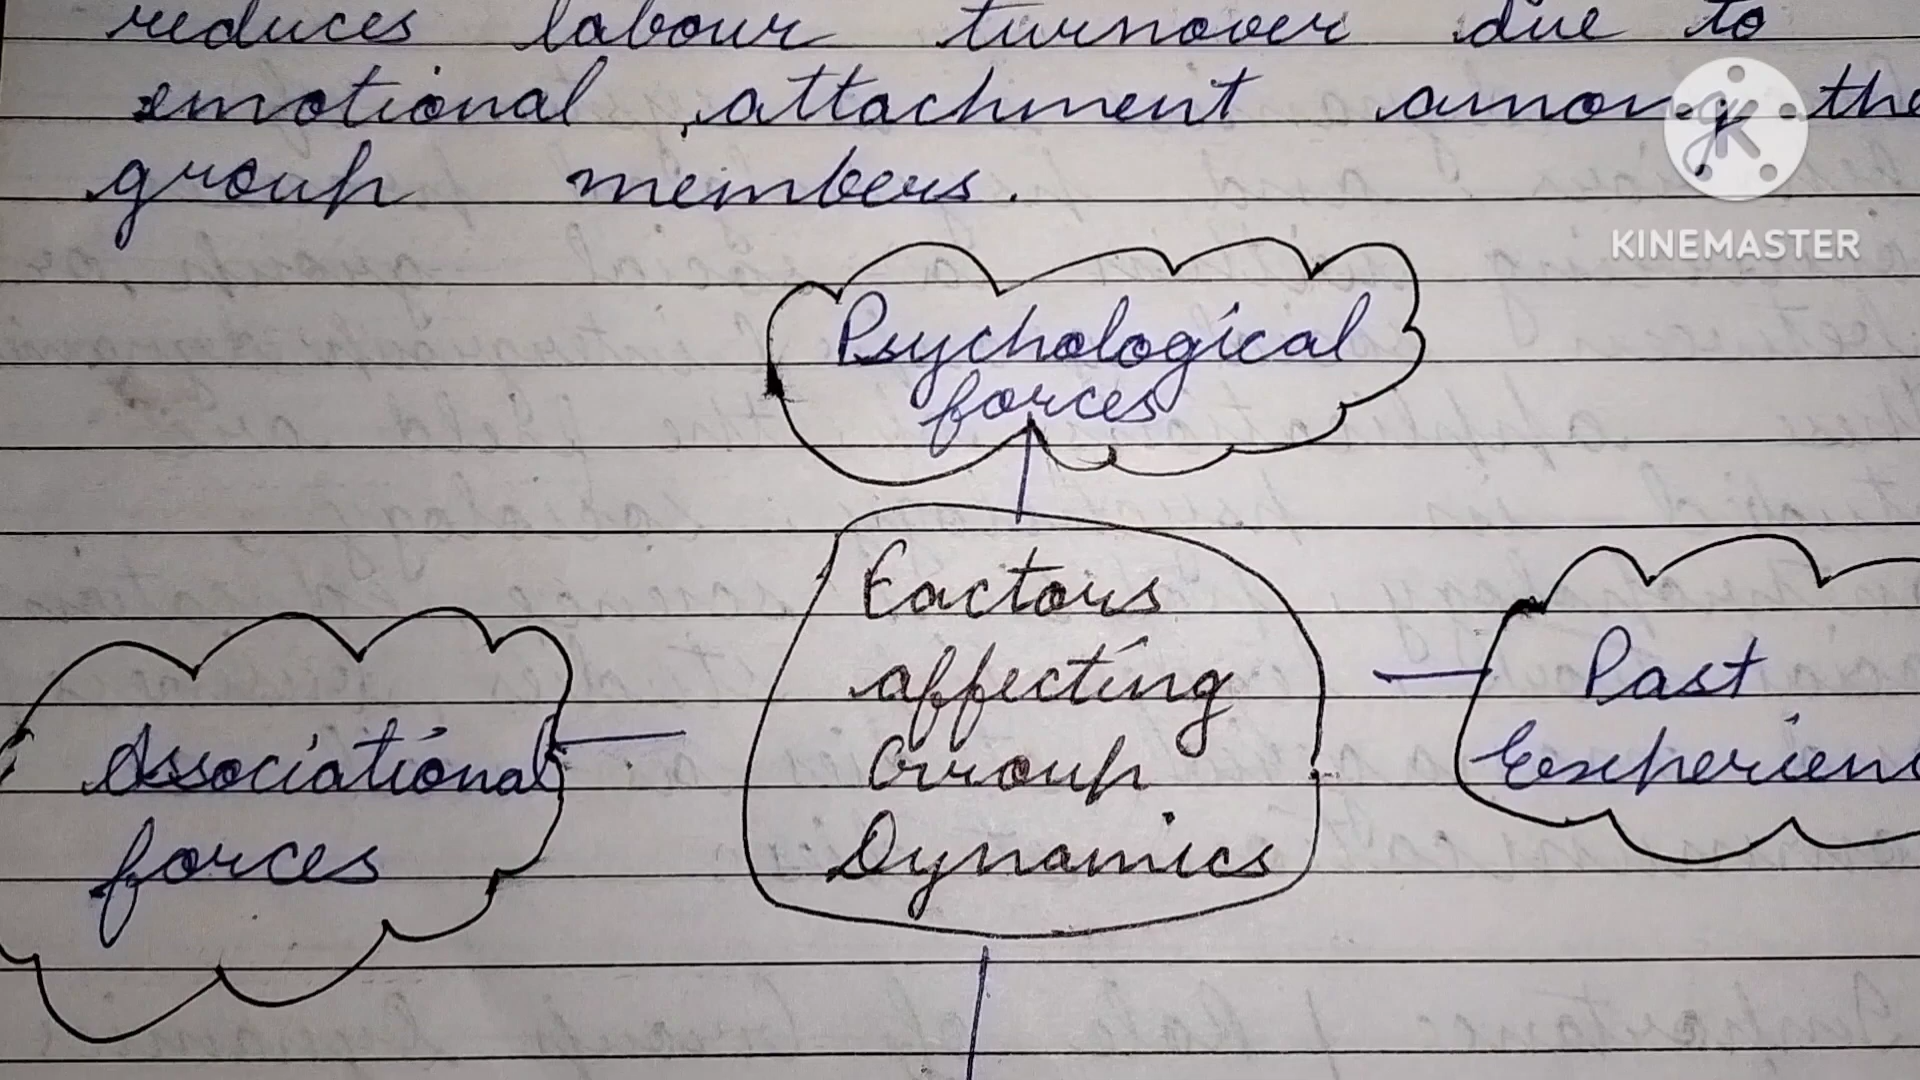 reduces labour turnover due to
emotional attachment among the
group members.
KINEMASTER
Psychological
forces
Factors
affecting
Group
Dynamics
Associational
forces
Past
Experienc